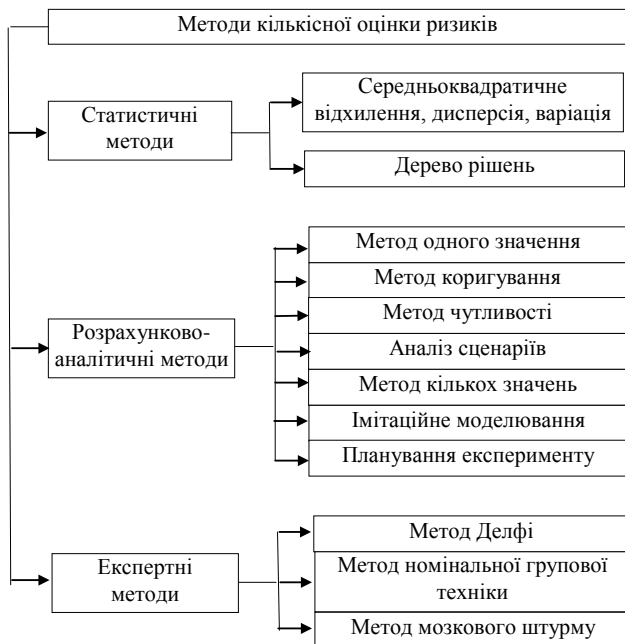 Методи кількісної оцінки ризиків
Статистичні
методи
Середньоквадратичне
відхилення, дисперсія, варіація
Дерево рішень
Розрахунково-
аналітичні методи
Метод одного значення
Метод коригування
Метод чутливості
Аналіз сценаріїв
Метод кількох значень
Імітаційне моделювання
Планування експерименту
Експертні
методи
Метод Делфі
Метод номінальної групової
техніки
Метод мозкового штурму